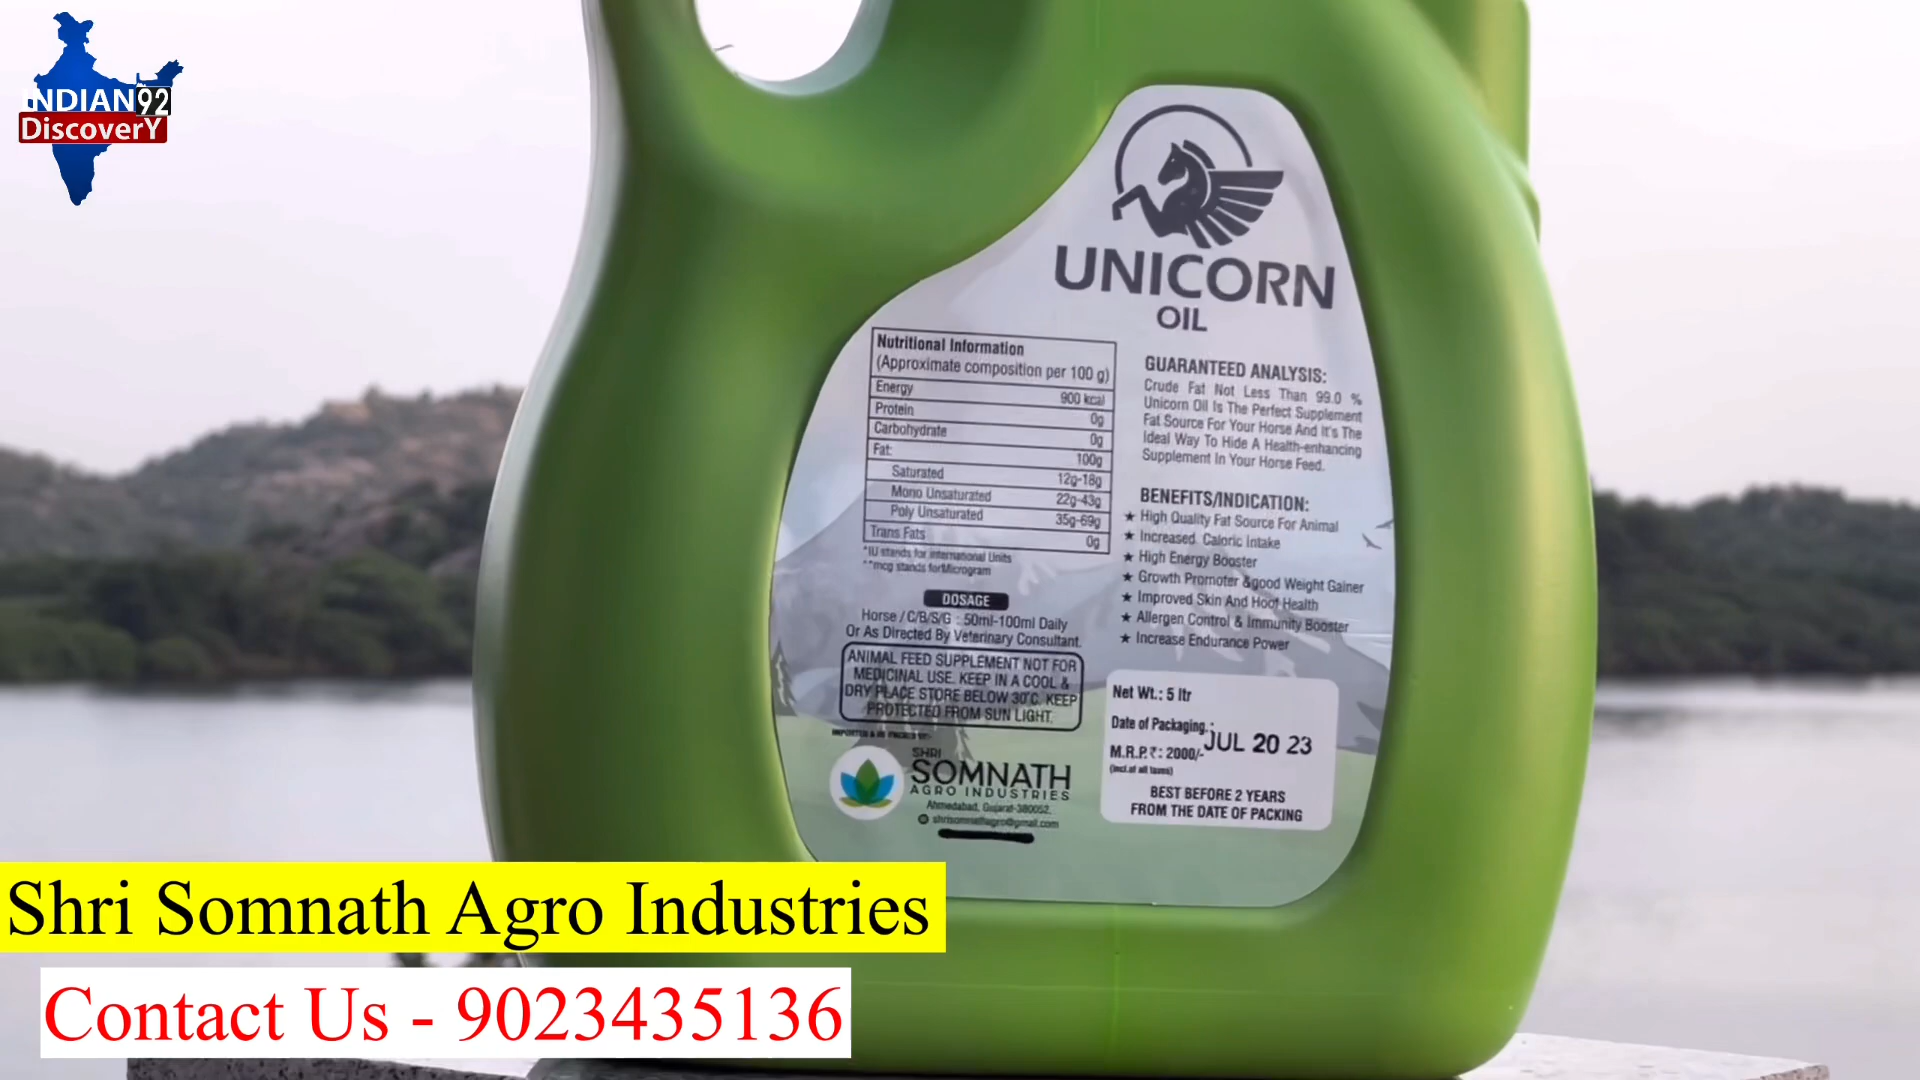 INDIAN92
DiscoverY
UNICORN
OIL
Nutritional Information
(Approximate composition per 100 g)
Energy 900 kcal
Protein 0g
Carbohydrate 0g
Fat: 100g
Saturated 12g-18g
Mono Unsaturated 22g-43g
Poly Unsaturated 35g-69g
Trans Fats 0g
*IU stands for international Units
**mcg stands forMicrogram
DOSAGE
Horse / C/B/S/G : 50ml-100ml Daily
Or As Directed By Veterinary Consultant.
ANIMAL FEED SUPPLEMENT NOT FOR
MEDICINAL USE. KEEP IN A COOL &
DRY PLACE STORE BELOW 30°C. KEEP
PROTECTED FROM SUN LIGHT.
IMPORTED & RE PACKED BY:-
SHRI
SOMNATH
AGRO INDUSTRIES
Ahmedabad, Gujarat-380052.
shrisomnathagro@gmail.com
GUARANTEED ANALYSIS:
Crude Fat Not Less Than 99.0 %
Unicorn Oil Is The Perfect Supplement
Fat Source For Your Horse And It's The
Ideal Way To Hide A Health-enhancing
Supplement In Your Horse Feed.
BENEFITS/INDICATION:
★ High Quality Fat Source For Animal
★ Increased Caloric Intake
★ High Energy Booster
★ Growth Promoter &good Weight Gainer
★ Improved Skin And Hoof Health
★ Allergen Control & Immunity Booster
★ Increase Endurance Power
Net Wt.: 5 ltr
Date of Packaging.:
JUL 20 23
M.R.P.₹: 2000/-
(incl.of all taxes)
BEST BEFORE 2 YEARS
FROM THE DATE OF PACKING
Shri Somnath Agro Industries
Contact Us - 9023435136